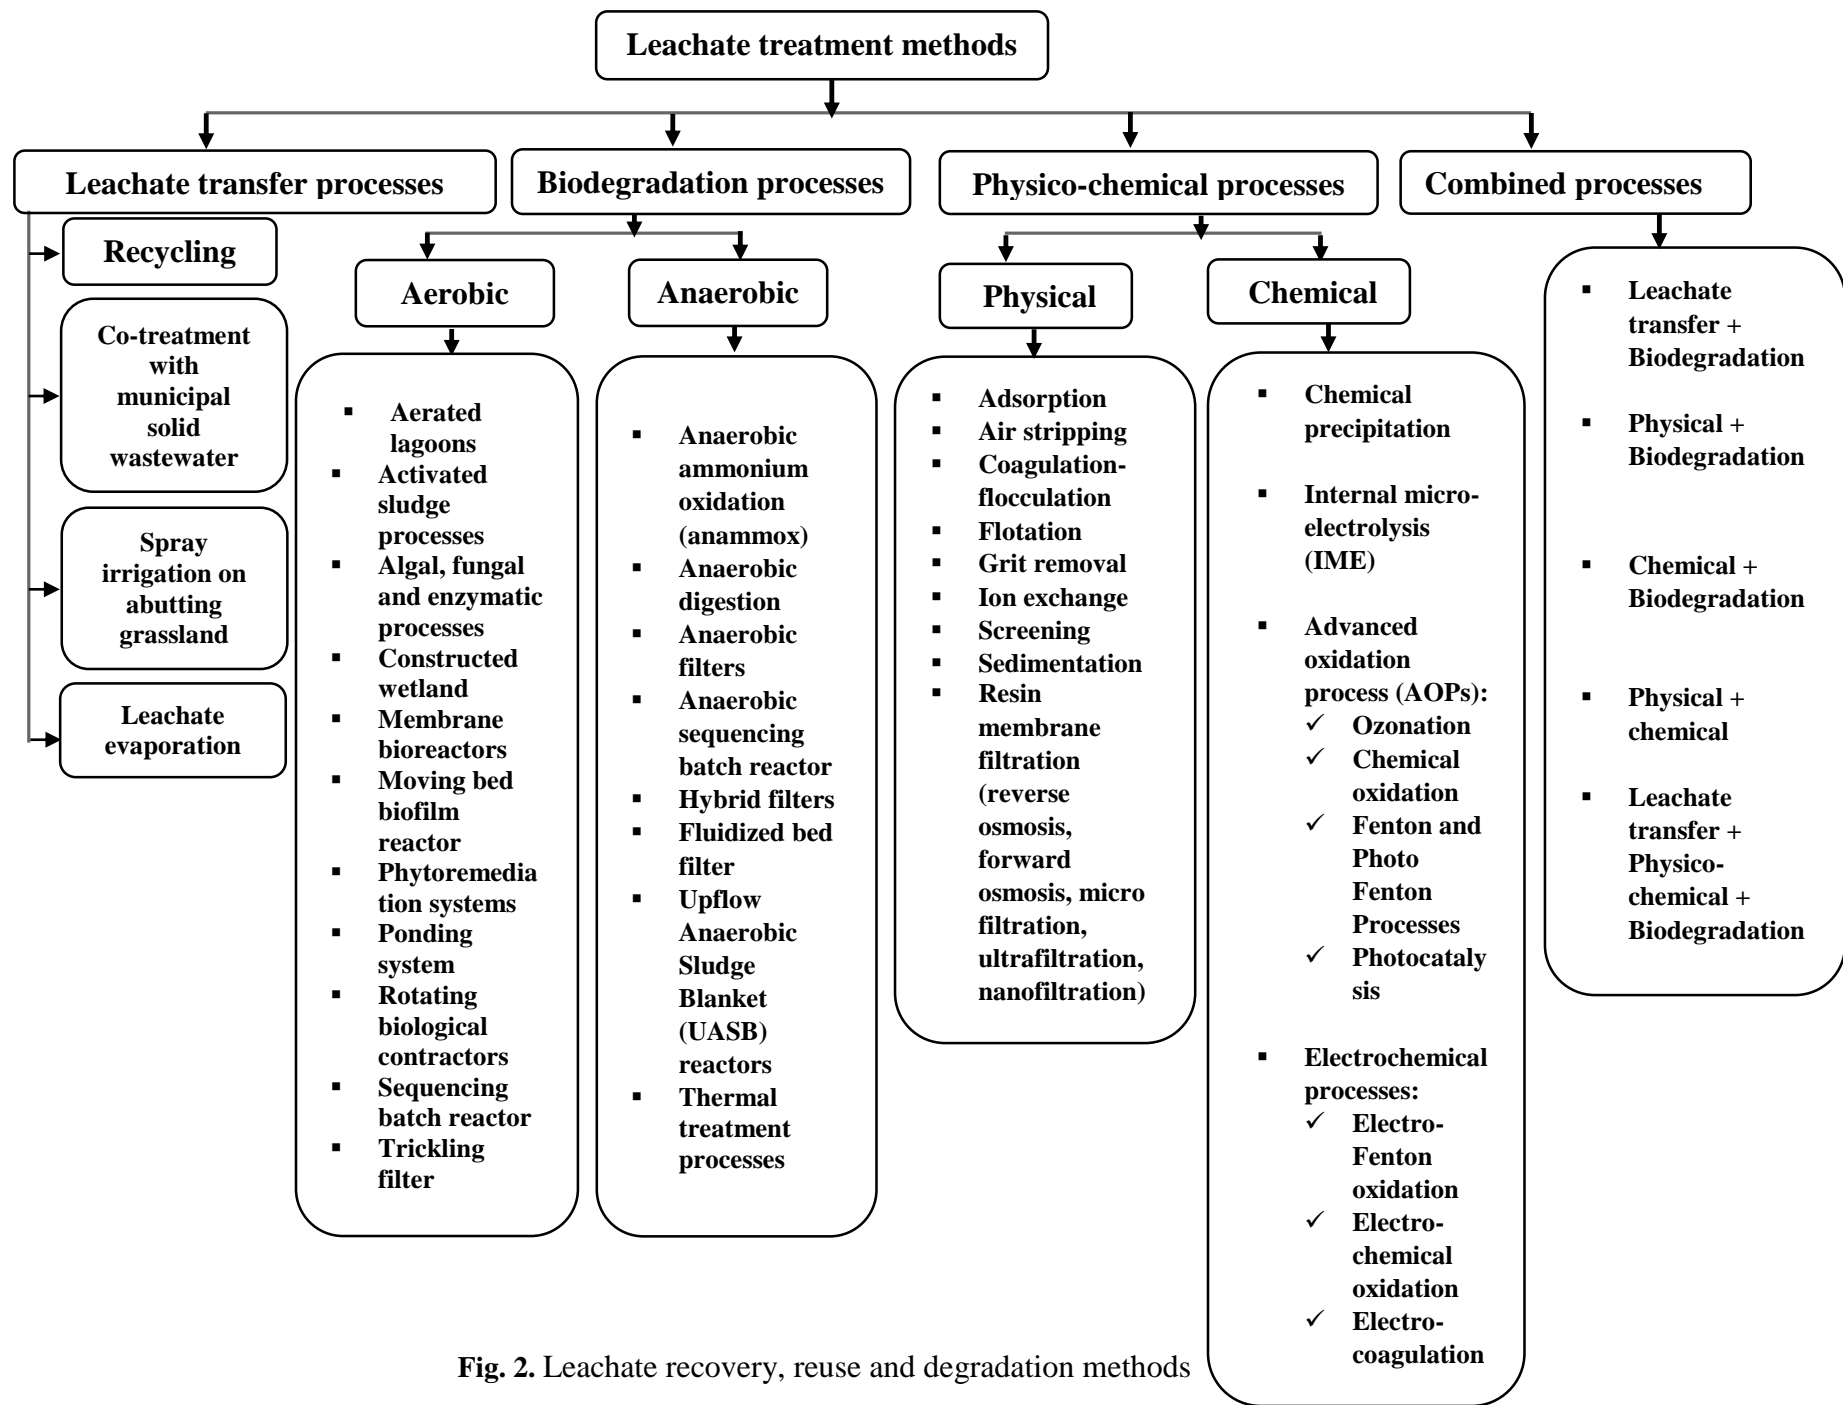 Leachate treatment methods
Leachate transfer processes
Biodegradation processes
Physico-chemical processes
Combined processes
Recycling
Co-treatment
with
municipal
solid
wastewater
Spray
irrigation on
abutting
grassland
Leachate
evaporation
Aerobic
▪ Aerated
lagoons
▪ Activated
sludge
processes
▪ Algal, fungal
and enzymatic
processes
▪ Constructed
wetland
▪ Membrane
bioreactors
▪ Moving bed
biofilm
reactor
▪ Phytoremedia
tion systems
▪ Ponding
system
▪ Rotating
biological
contractors
▪ Sequencing
batch reactor
▪ Trickling
filter
Anaerobic
▪ Anaerobic
ammonium
oxidation
(anammox)
▪ Anaerobic
digestion
▪ Anaerobic
filters
▪ Anaerobic
sequencing
batch reactor
▪ Hybrid filters
▪ Fluidized bed
filter
▪ Upflow
Anaerobic
Sludge
Blanket
(UASB)
reactors
▪ Thermal
treatment
processes
Physical
▪ Adsorption
▪ Air stripping
▪ Coagulation-
flocculation
▪ Flotation
▪ Grit removal
▪ Ion exchange
▪ Screening
▪ Sedimentation
▪ Resin
membrane
filtration
(reverse
osmosis,
forward
osmosis, micro
filtration,
ultrafiltration,
nanofiltration)
Chemical
▪ Chemical
precipitation
▪ Internal micro-
electrolysis
(IME)
▪ Advanced
oxidation
process (AOPs):
✓ Ozonation
✓ Chemical
oxidation
✓ Fenton and
Photo
Fenton
Processes
✓ Photocataly
sis
▪ Electrochemical
processes:
✓ Electro-
Fenton
oxidation
✓ Electro-
chemical
oxidation
✓ Electro-
coagulation
▪ Leachate
transfer +
Biodegradation
▪ Physical +
Biodegradation
▪ Chemical +
Biodegradation
▪ Physical +
chemical
▪ Leachate
transfer +
Physico-
chemical +
Biodegradation
Fig. 2. Leachate recovery, reuse and degradation methods